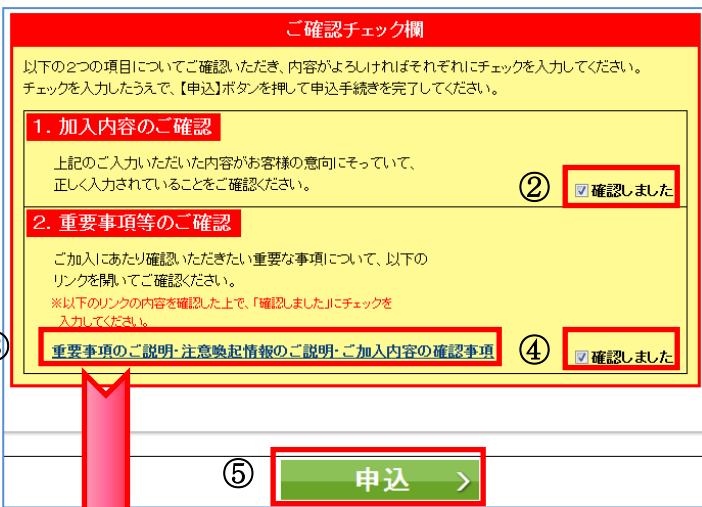 ご確認チェック欄
以下の2つの項目についてご確認いただき、内容がよろしければそれぞれにチェックを入力してください。
チェックを入力したうえで、【申込】ボタンを押して申込手続きを完了してください。
1. 加入内容のご確認
上記のご入力いただいた内容がお客様の意向にそっていて、
正しく入力されていることをご確認ください。
② 確認しました
2. 重要事項等のご確認
ご加入にあたり確認いただきたい重要な事項について、以下の
リンクを開いてご確認ください。
※以下のリンクの内容を確認した上で、「確認しました」にチェックを
入力してください。
重要事項のご説明・注意喚起情報のご説明・ご加入内容の確認事項
④ 確認しました
⑤ 申込 >